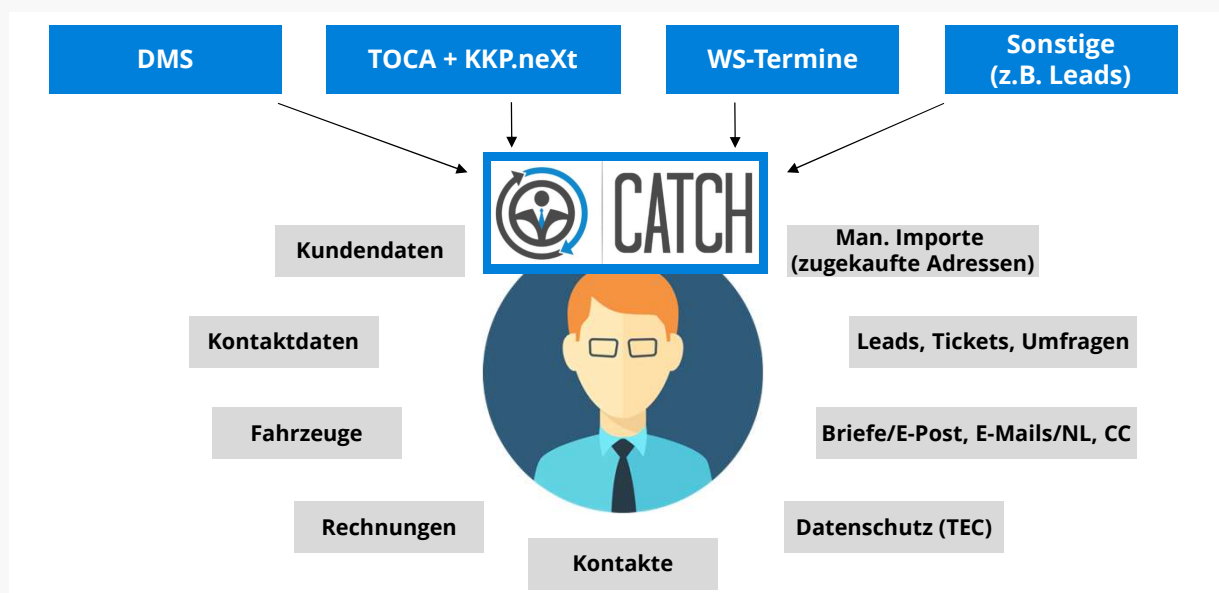 DMS
TOCA + KKP.neXt
WS-Termine
Sonstige
(z.B. Leads)
CATCH
Kundendaten
Man. Importe
(zugekaufte Adressen)
Kontaktdaten
Leads, Tickets, Umfragen
Fahrzeuge
Briefe/E-Post, E-Mails/NL, CC
Rechnungen
Datenschutz (TEC)
Kontakte